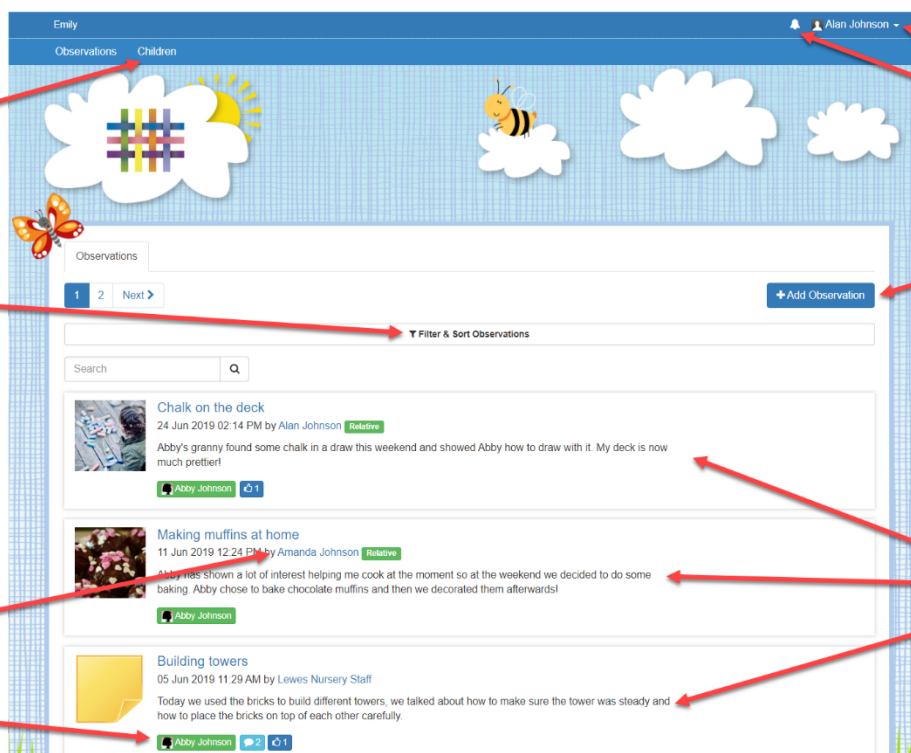 Emily
Alan Johnson
Observations Children
Observations
1 2 Next
Add Observation
Filter & Sort Observations
Search
Chalk on the deck
24 Jun 2019 02:14 PM by Alan Johnson Relative
Abby's granny found some chalk in a draw this weekend and showed Abby how to draw with it. My deck is now
much prettier!
Abby Johnson 1
Making muffins at home
11 Jun 2019 12:24 PM by Amanda Johnson Relative
Abby has shown a lot of interest helping me cook at the moment so at the weekend we decided to do some
baking. Abby chose to bake chocolate muffins and then we decorated them afterwards!
Abby Johnson
Building towers
05 Jun 2019 11:29 AM by Lewes Nursery Staff
Today we used the bricks to build different towers, we talked about how to make sure the tower was steady and
how to place the bricks on top of each other carefully.
Abby Johnson 2 1